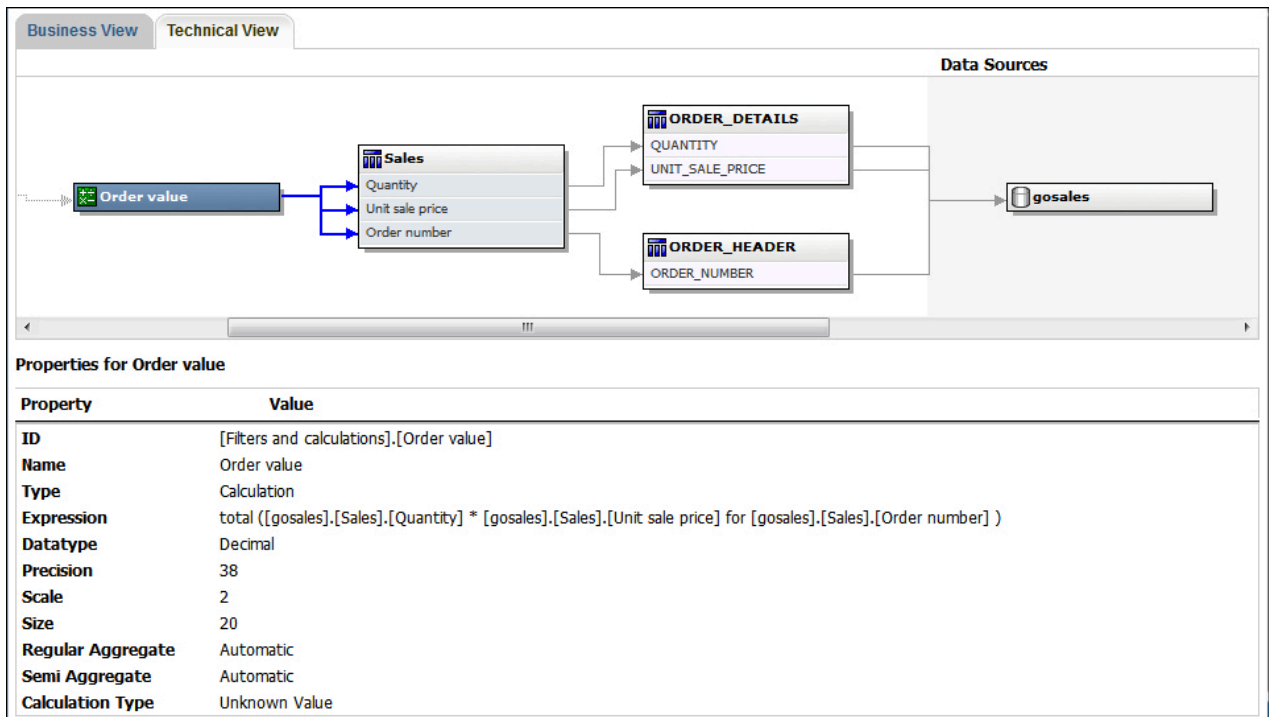 Business View
Technical View
Data Sources
ORDER_DETAILS
QUANTITY
UNIT_SALE_PRICE
Sales
Quantity
Unit sale price
Order number
Order value
gosales
ORDER_HEADER
ORDER_NUMBER
Properties for Order value
Property Value
ID [Filters and calculations].[Order value]
Name Order value
Type Calculation
Expression total ([gosales].[Sales].[Quantity] * [gosales].[Sales].[Unit sale price] for [gosales].[Sales].[Order number] )
Datatype Decimal
Precision 38
Scale 2
Size 20
Regular Aggregate Automatic
Semi Aggregate Automatic
Calculation Type Unknown Value